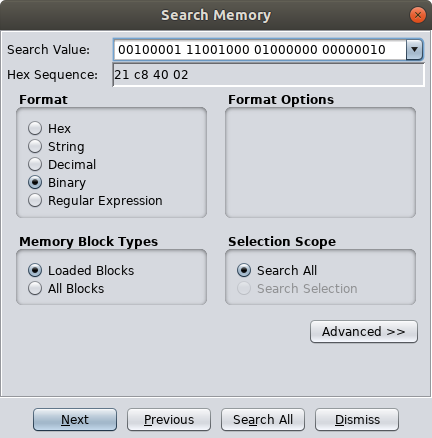 Search Memory
Search Value: 00100001 11001000 01000000 00000010
Hex Sequence: 21 c8 40 02
Format
Hex
String
Decimal
Binary
Regular Expression
Format Options
Memory Block Types
Loaded Blocks
All Blocks
Selection Scope
Search All
Search Selection
Advanced >>
Next Previous Search All Dismiss